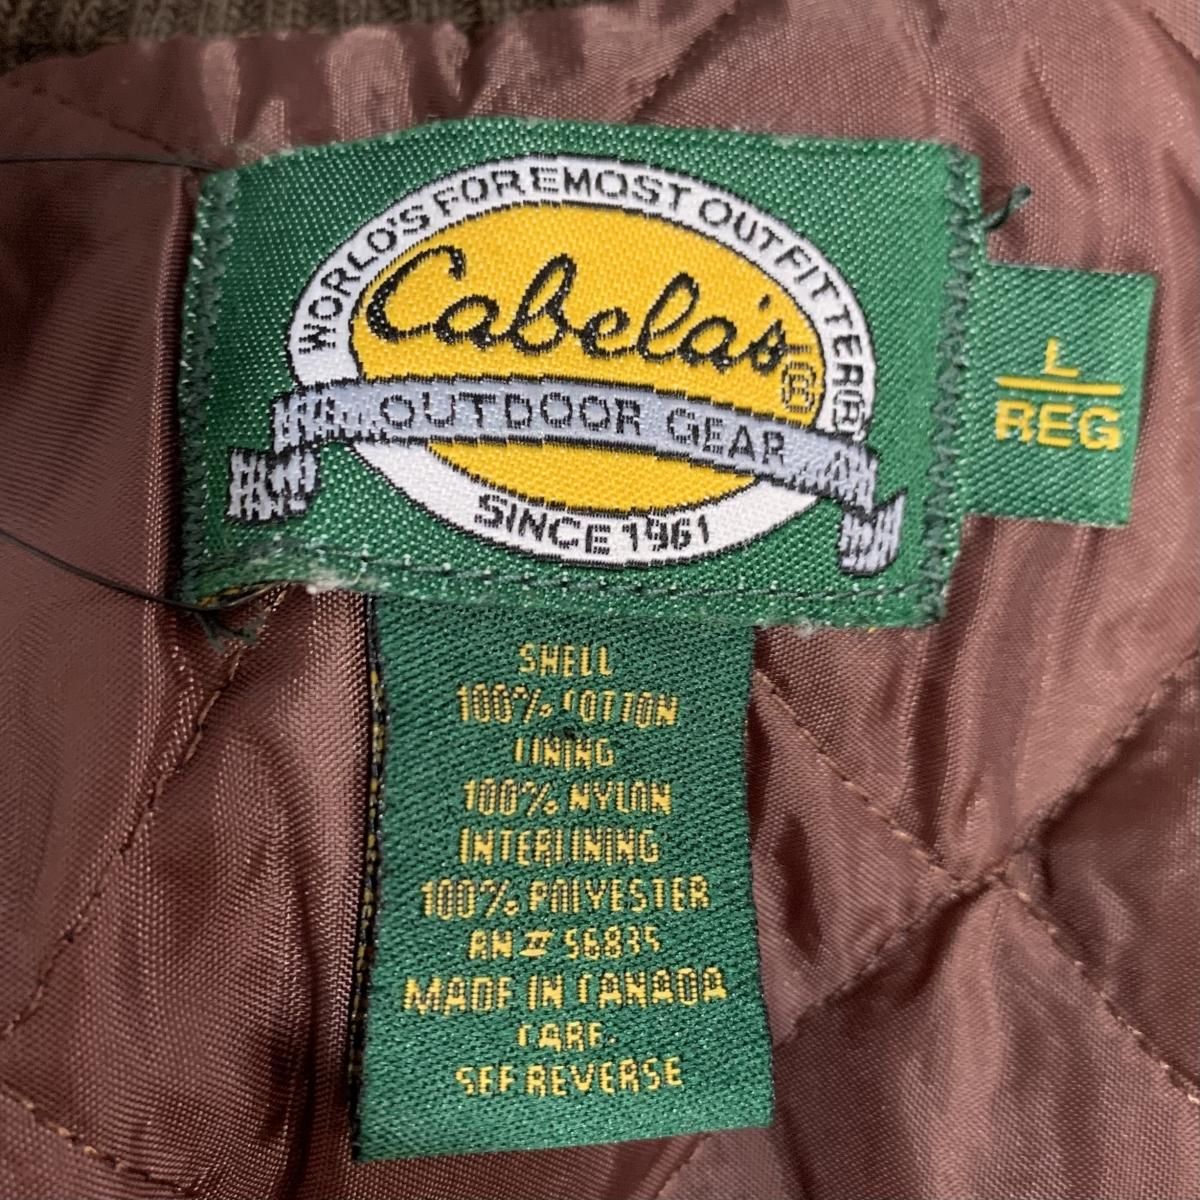 WORLD'S FOREMOST OUTFITTER®
Cabela's®
OUTDOOR GEAR
SINCE 1961
L
REG
SHELL
100% COTTON
LINING
100% NYLON
INTERLINING
100% POLYESTER
RN # 56835
MADE IN CANADA
CARE:
SEE REVERSE